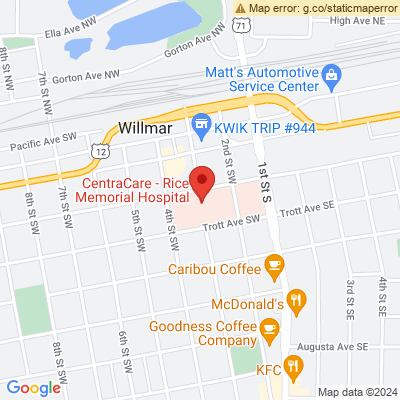 A Map error: g.co/staticmaperror
Ella Ave NW
High Ave NE
71
Gorton Ave NW
Gorton Ave NW
8th St NW
7th St NW
Matt's Automotive
Service Center
Pacific Ave SW
Willmar
KWIK TRIP #944
12
2nd St SW
1st St S
CentraCare - Rice
Memorial Hospital
8th St SW
7th St SW
4th St SW
Trott Ave SW
Trott Ave SE
Caribou Coffee
McDonald's
3rd St SE
4th St SE
Goodness Coffee
Company
6th St SW
8th St SW
Augusta Ave SE
KFC
Google
Map data ©2024